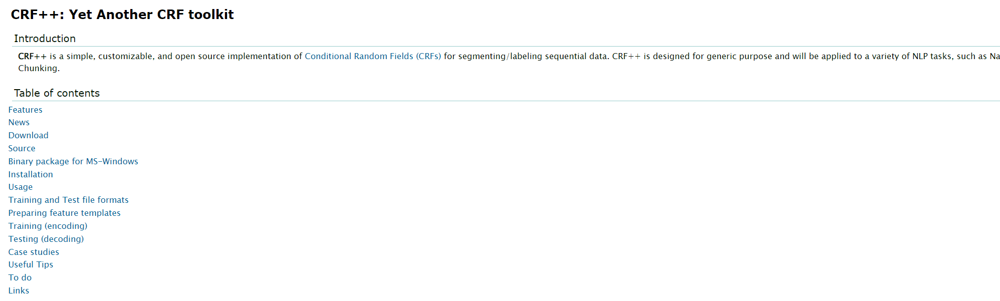 CRF++: Yet Another CRF toolkit
Introduction
CRF++ is a simple, customizable, and open source implementation of Conditional Random Fields (CRFs) for segmenting/labeling sequential data. CRF++ is designed for generic purpose and will be applied to a variety of NLP tasks, such as Na
Chunking.
Table of contents
Features
News
Download
Source
Binary package for MS-Windows
Installation
Usage
Training and Test file formats
Preparing feature templates
Training (encoding)
Testing (decoding)
Case studies
Useful Tips
To do
Links